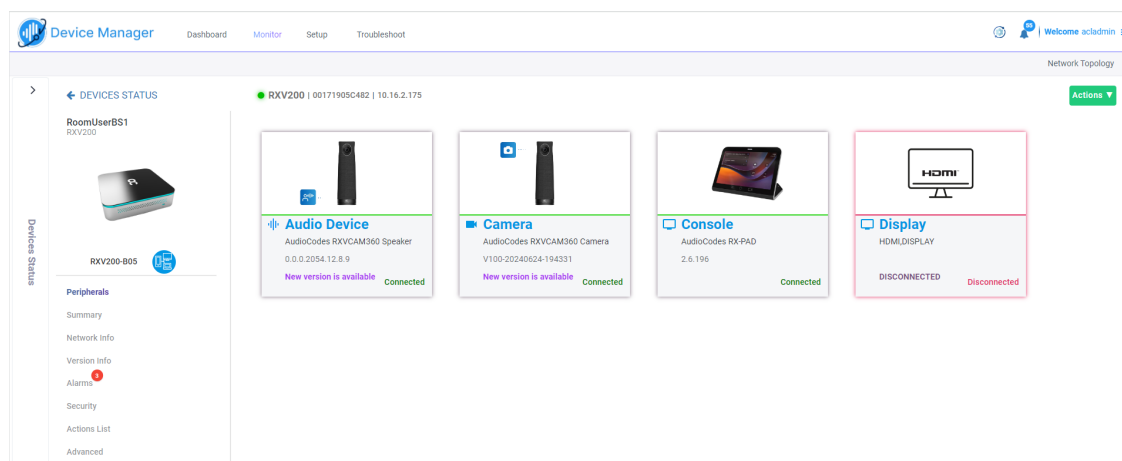 Device Manager
Dashboard
Monitor
Setup
Troubleshoot
55
Welcome acladmin
Network Topology
DEVICES STATUS
RXV200 | 00171905C482 | 10.16.2.175
Actions ▼
Devices Status
RoomUserBS1
RXV200
R
RXV200-B05
Peripherals
Summary
Network Info
Version Info
Alarms
3
Security
Actions List
Advanced
Audio Device
AudioCodes RXVCAM360 Speaker
0.0.0.2054.12.8.9
New version is available
Connected
Camera
AudioCodes RXVCAM360 Camera
V100-20240624-194331
New version is available
Connected
Console
AudioCodes RX-PAD
2.6.196
Connected
HDMI
Display
HDMI,DISPLAY
DISCONNECTED
Disconnected